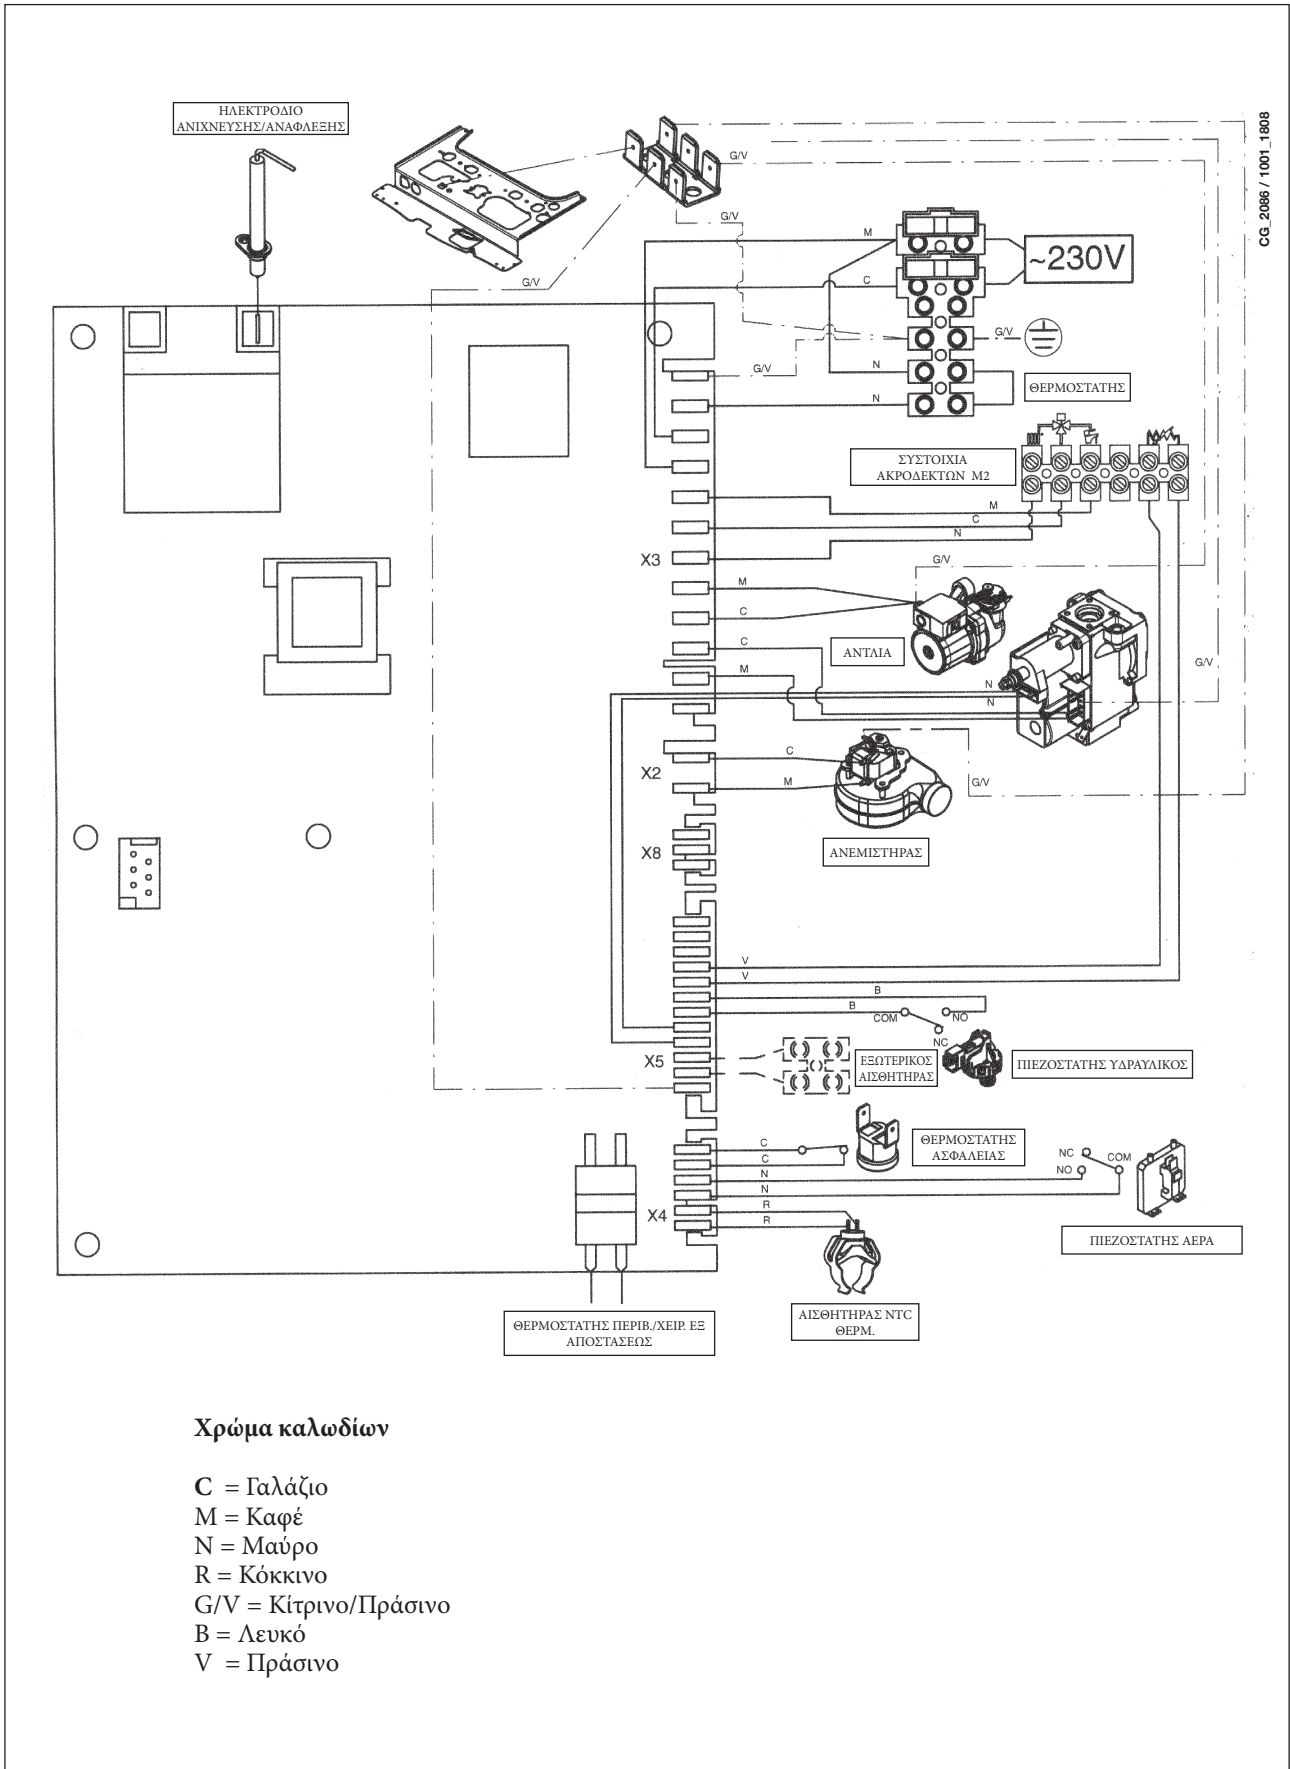 ΗΛΕΚΤΡΟΔΙΟ
ΑΝΙΧΝΕΥΣΗΣ/ΑΝΑΦΛΕΞΗΣ
CG_2086 / 1001_1808
G/V
G/V
G/V
M
~230V
C
G/V
G/V
N
N
ΘΕΡΜΟΣΤΑΤΗΣ
ΣΥΣΤΟΙΧΙΑ
ΑΚΡΟΔΕΚΤΩΝ M2
M
C
N
X3
G/V
M
C
C
ΑΝΤΛΙΑ
M
G/V
N
N
C
X2
M
G/V
X8
ΑΝΕΜΙΣΤΗΡΑΣ
V
V
B
B
COM
NO
NC
X5
ΕΞΩΤΕΡΙΚΟΣ
ΑΙΣΘΗΤΗΡΑΣ
ΠΙΕΖΟΣΤΑΤΗΣ ΥΔΡΑΥΛΙΚΟΣ
C
C
ΘΕΡΜΟΣΤΑΤΗΣ
ΑΣΦΑΛΕΙΑΣ
NC
COM
NO
N
N
R
X4
R
ΠΙΕΖΟΣΤΑΤΗΣ ΑΕΡΑ
ΑΙΣΘΗΤΗΡΑΣ NTC
ΘΕΡΜ.
ΘΕΡΜΟΣΤΑΤΗΣ ΠΕΡΙΒ./ΧΕΙΡ. ΕΞ
ΑΠΟΣΤΑΣΕΩΣ
Χρώμα καλωδίων
C = Γαλάζιο
M = Καφέ
N = Μαύρο
R = Κόκκινο
G/V = Κίτρινο/Πράσινο
B = Λευκό
V = Πράσινο